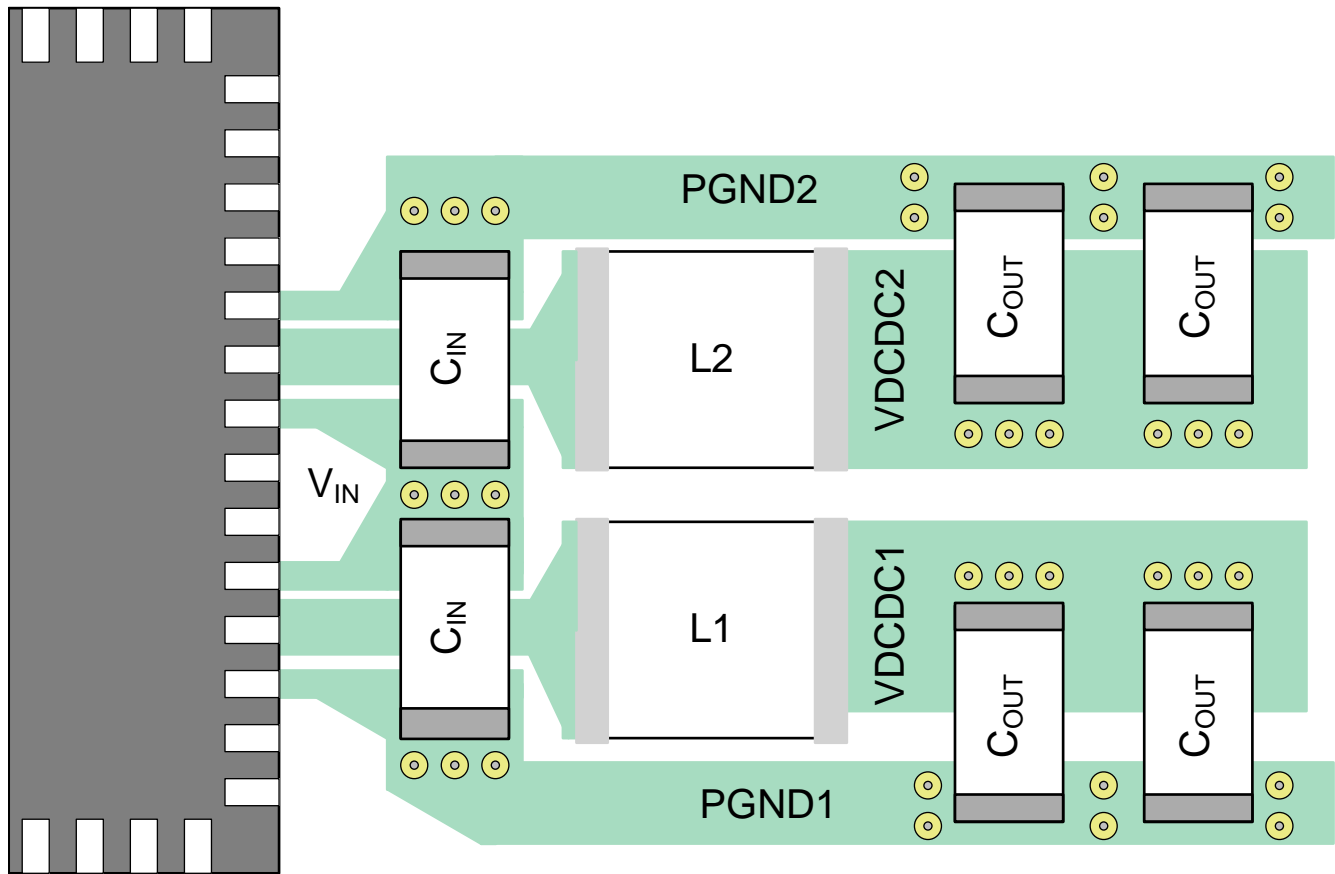 PGND2
C_IN
L2
VDCDC2
C_OUT
C_OUT
V_IN
C_IN
L1
VDCDC1
C_OUT
C_OUT
PGND1